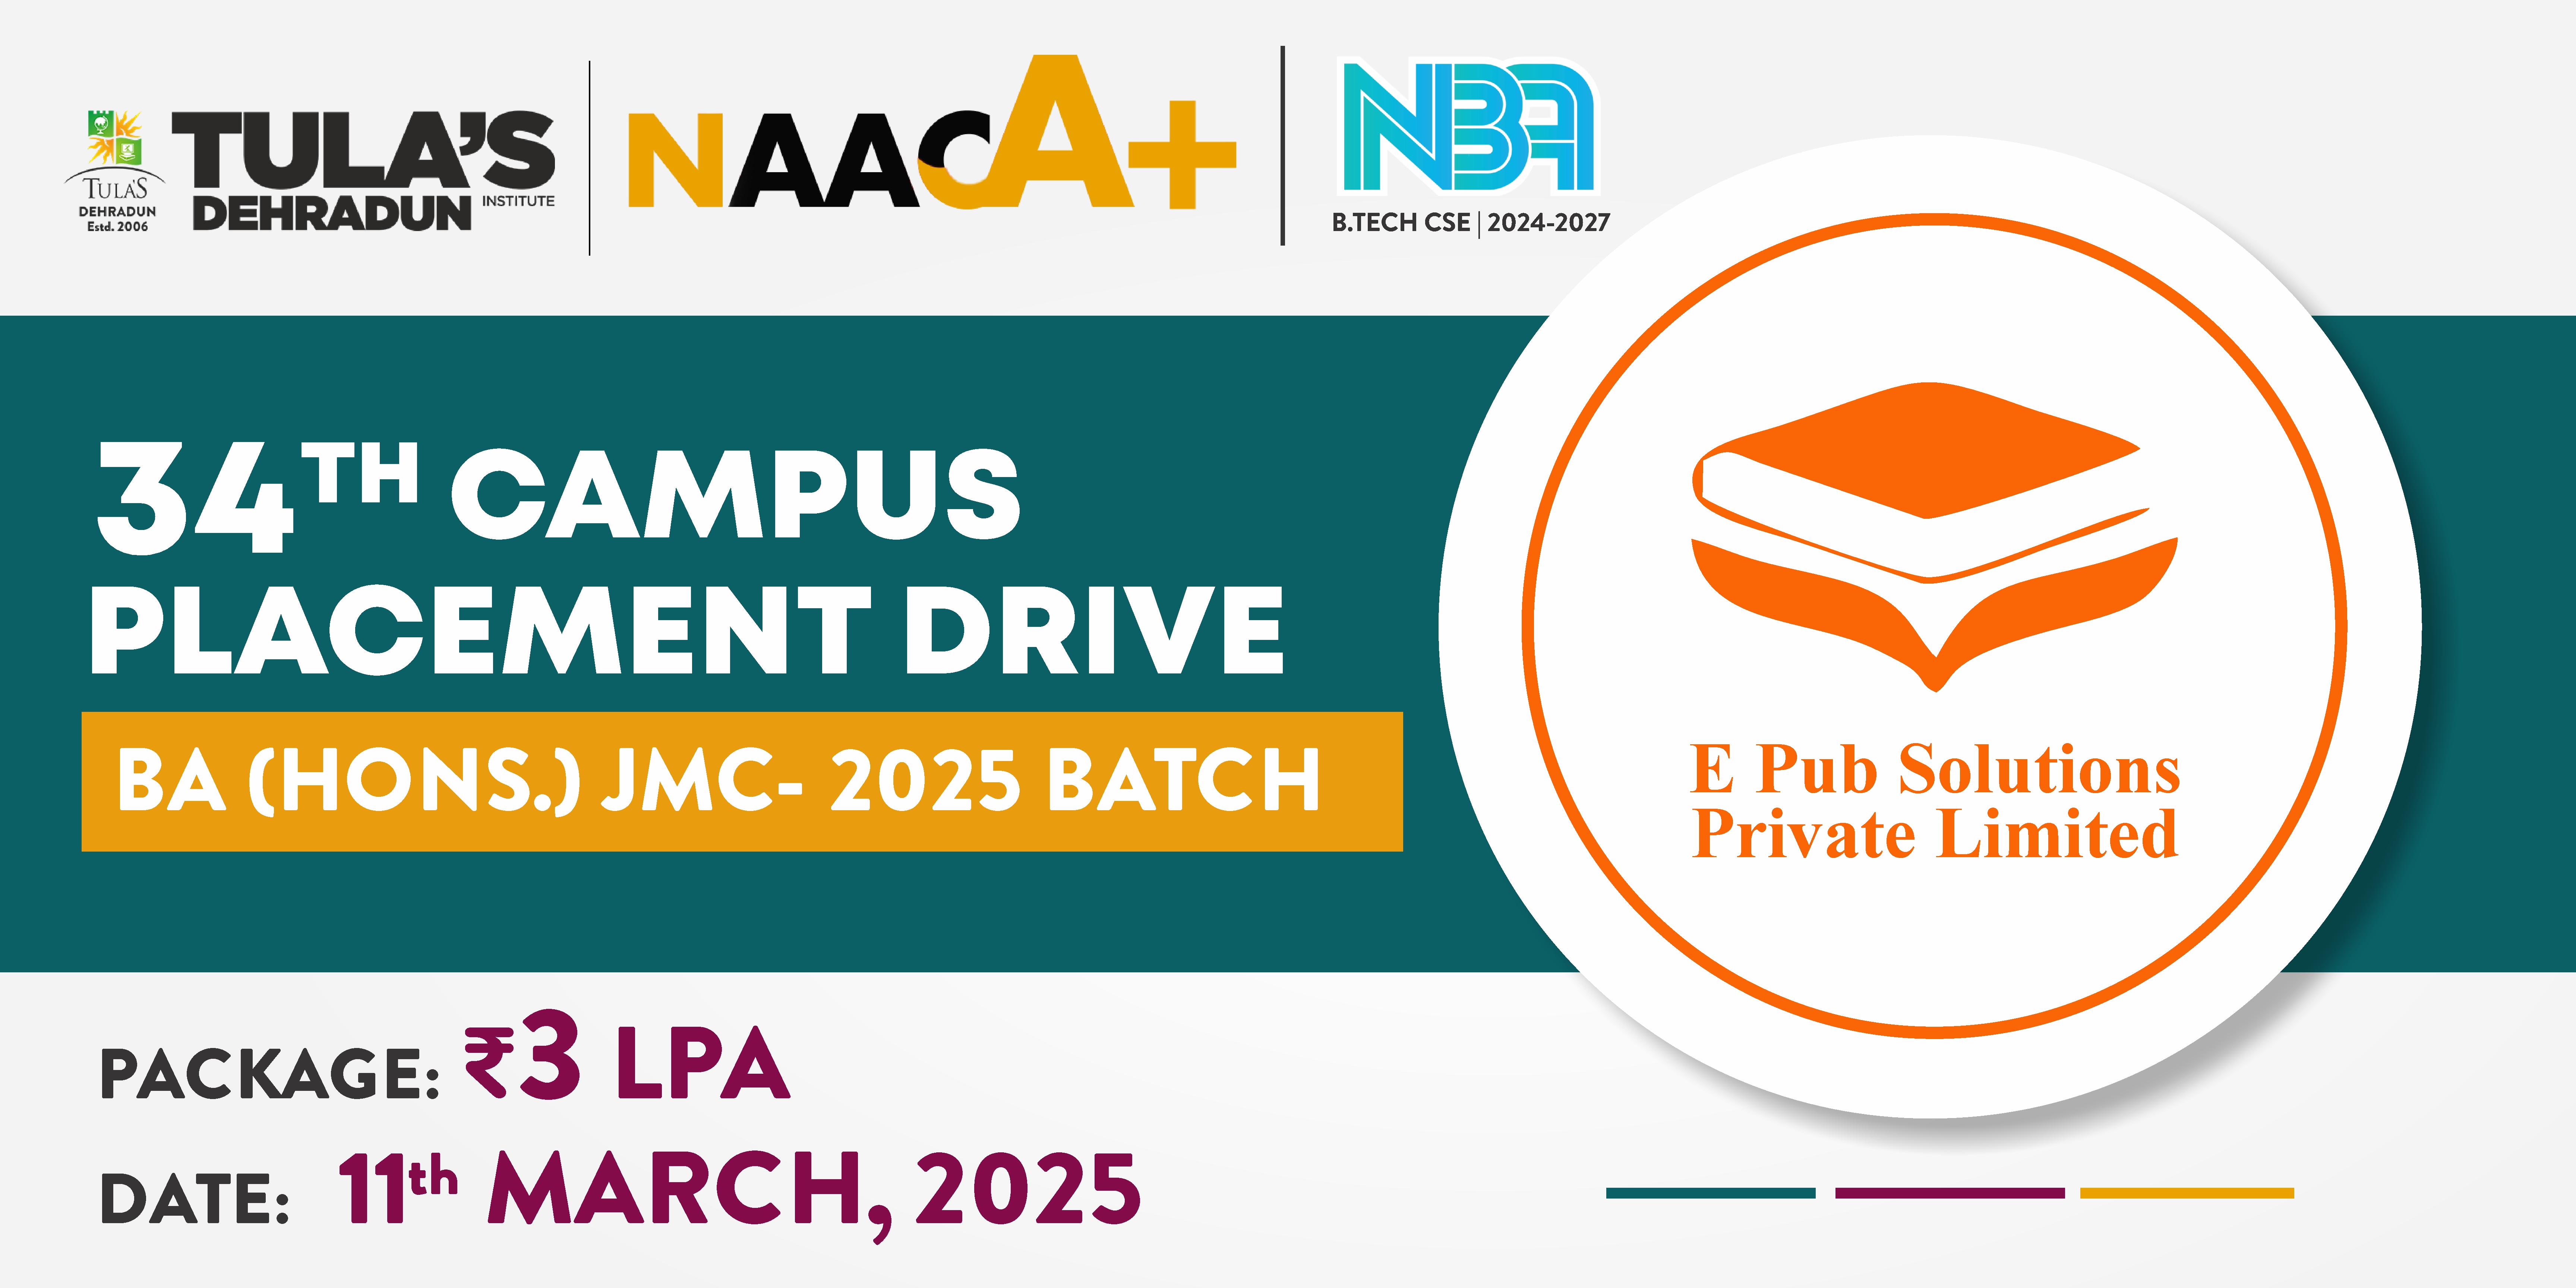 TULA'S
DEHRADUN
Estd. 2006
TULA'S
DEHRADUN INSTITUTE
NAAC A+
NBA
B.TECH CSE | 2024-2027
34TH CAMPUS
PLACEMENT DRIVE
BA (HONS.) JMC- 2025 BATCH
E Pub Solutions
Private Limited
PACKAGE: ₹3 LPA
DATE: 11th MARCH, 2025